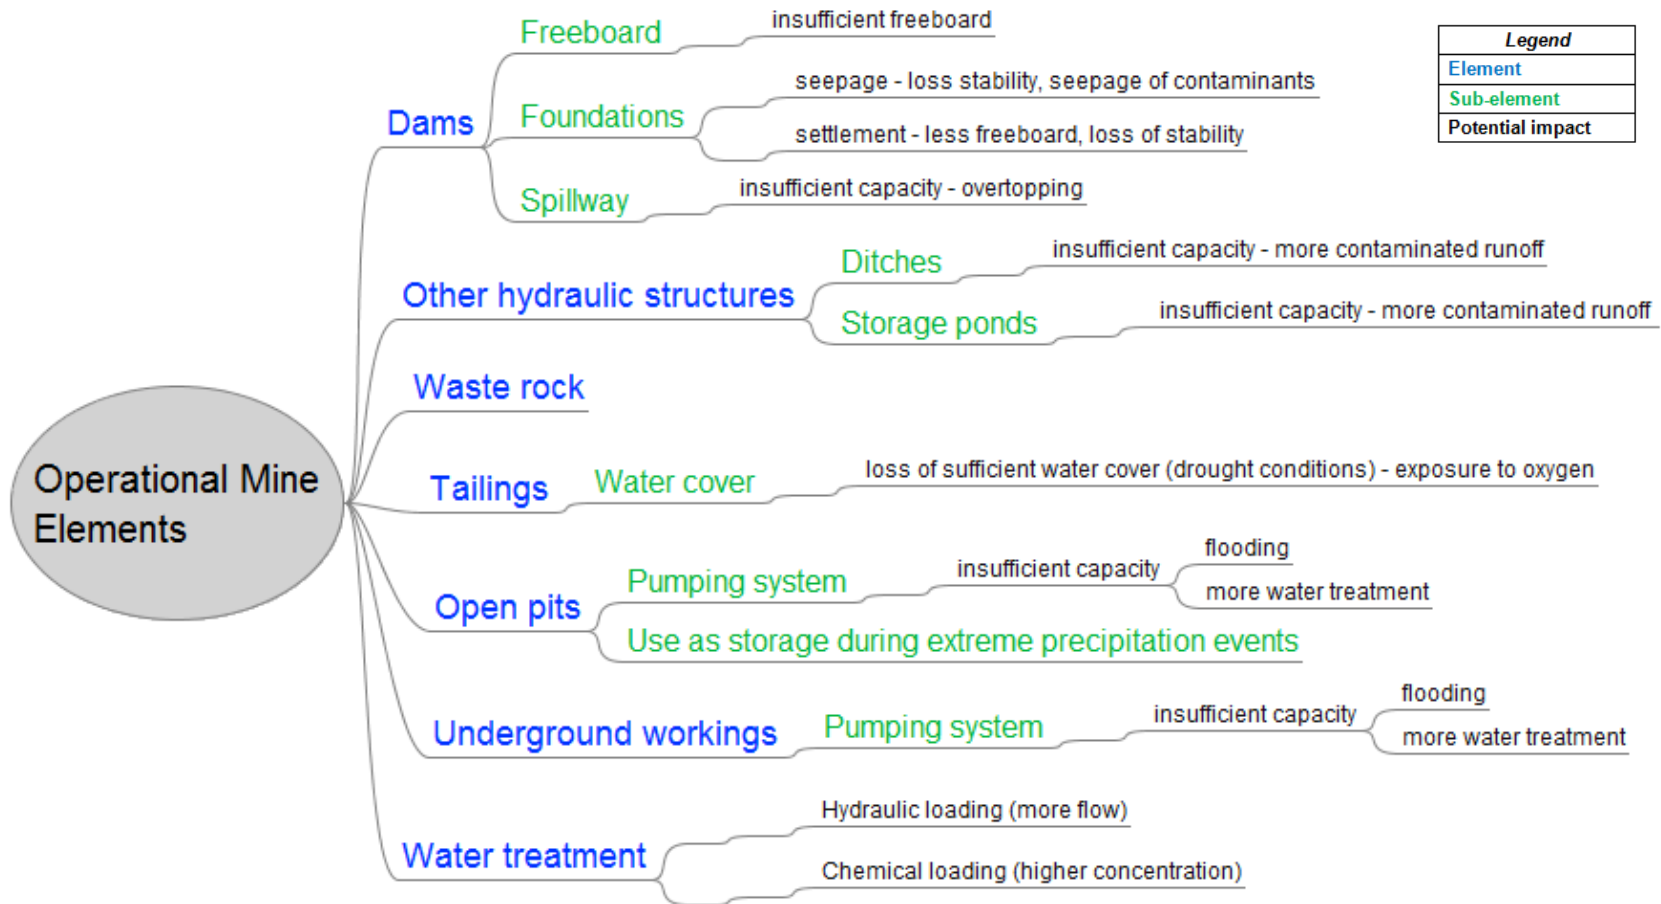 Legend
Element
Sub-element
Potential impact
Operational Mine
Elements
Dams
Freeboard
insufficient freeboard
Foundations
seepage - loss stability, seepage of contaminants
settlement - less freeboard, loss of stability
Spillway
insufficient capacity - overtopping
Other hydraulic structures
Ditches
insufficient capacity - more contaminated runoff
Storage ponds
insufficient capacity - more contaminated runoff
Waste rock
Tailings
Water cover
loss of sufficient water cover (drought conditions) - exposure to oxygen
Open pits
Pumping system
insufficient capacity
flooding
more water treatment
Use as storage during extreme precipitation events
Underground workings
Pumping system
insufficient capacity
flooding
more water treatment
Water treatment
Hydraulic loading (more flow)
Chemical loading (higher concentration)